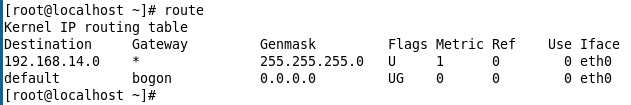 [root@localhost ~]# route
Kernel IP routing table
Destination     Gateway         Genmask         Flags Metric Ref    Use Iface
192.168.14.0    *               255.255.255.0   U     1      0        0 eth0
default         bogon           0.0.0.0         UG    0      0        0 eth0
[root@localhost ~]#